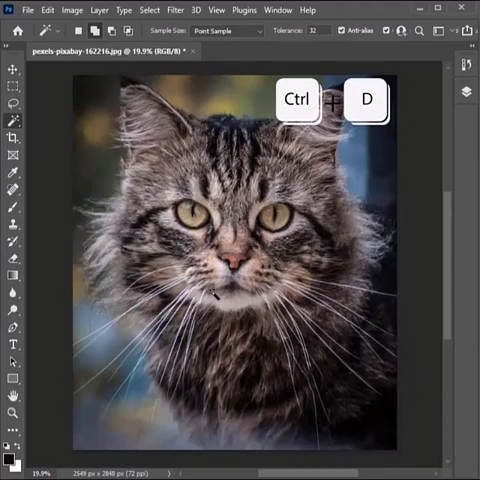 Ps File Edit Image Layer Type Select Filter 3D View Plugins Window Help
Sample Size: Point Sample Tolerance: 32 Anti-alias
pexels-pixabay-162216.jpg @ 19.9% (RGB/8) * ×
Ctrl + D
19.9% 2549 px x 2848 px (72 ppi)